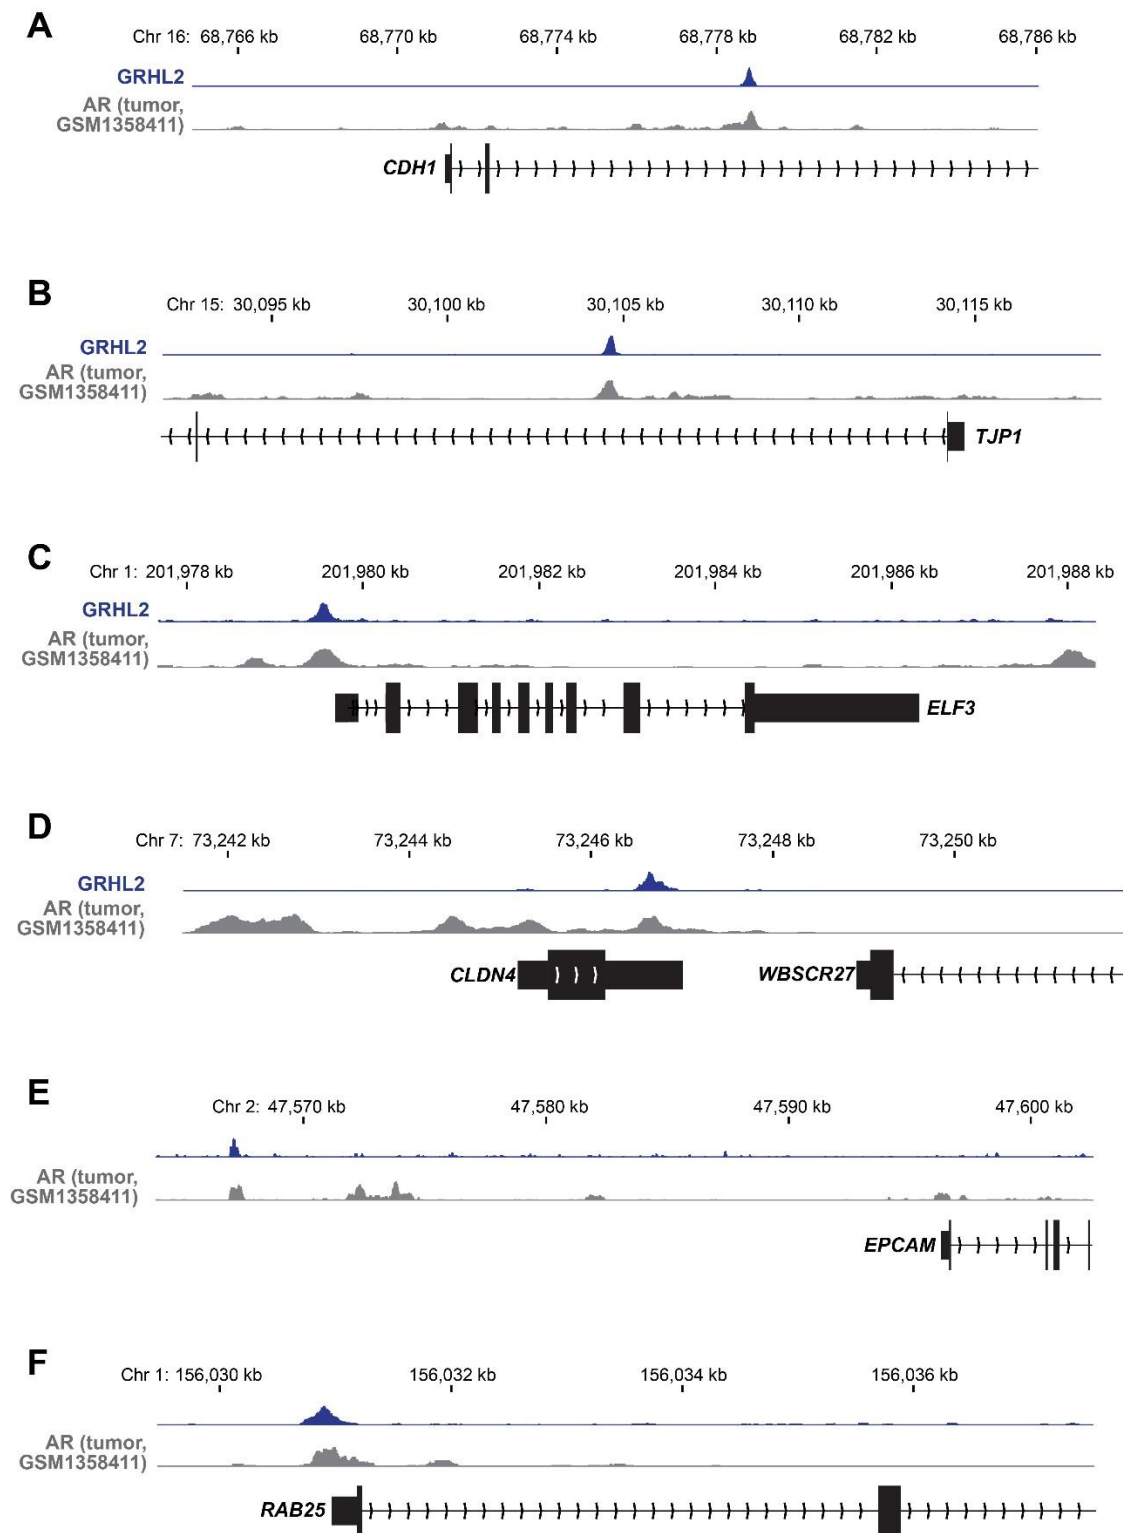 A
Chr 16: 68,766 kb 68,770 kb 68,774 kb 68,778 kb 68,782 kb 68,786 kb
GRHL2
AR (tumor,
GSM1358411)
CDH1
B
Chr 15: 30,095 kb 30,100 kb 30,105 kb 30,110 kb 30,115 kb
GRHL2
AR (tumor,
GSM1358411)
TJP1
C
Chr 1: 201,978 kb 201,980 kb 201,982 kb 201,984 kb 201,986 kb 201,988 kb
GRHL2
AR (tumor,
GSM1358411)
ELF3
D
Chr 7: 73,242 kb 73,244 kb 73,246 kb 73,248 kb 73,250 kb
GRHL2
AR (tumor,
GSM1358411)
CLDN4 WBSCR27
E
Chr 2: 47,570 kb 47,580 kb 47,590 kb 47,600 kb
AR (tumor,
GSM1358411)
EPCAM
F
Chr 1: 156,030 kb 156,032 kb 156,034 kb 156,036 kb
AR (tumor,
GSM1358411)
RAB25